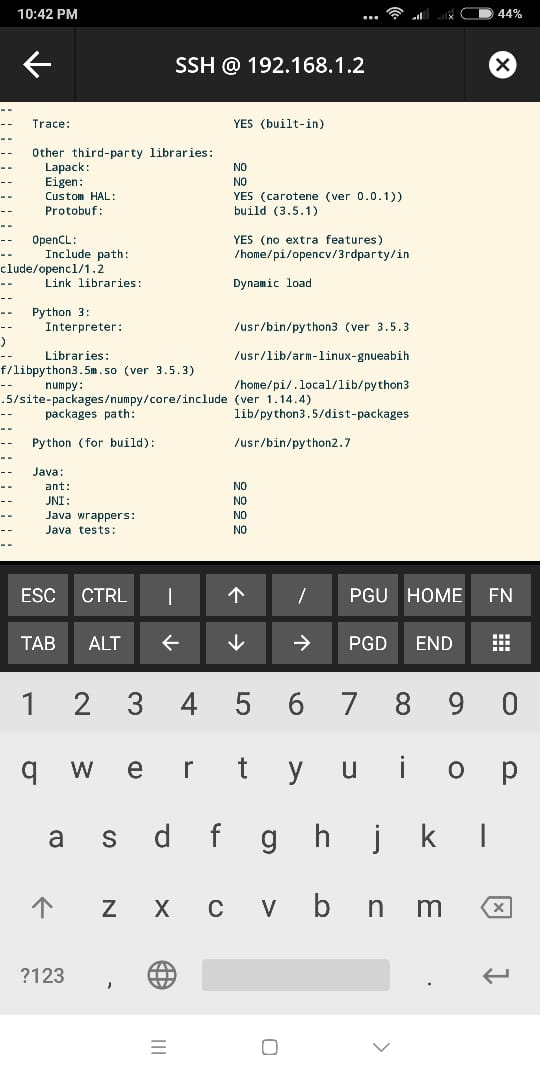 10:42 PM ... 44%
SSH @ 192.168.1.2
--
-- Trace: YES (built-in)
--
-- Other third-party libraries:
-- Lapack: NO
-- Eigen: NO
-- Custom HAL: YES (carotene (ver 0.0.1))
-- Protobuf: build (3.5.1)
--
-- OpenCL: YES (no extra features)
-- Include path: /home/pi/opencv/3rdparty/in
clude/opencl/1.2
-- Link libraries: Dynamic load
--
-- Python 3:
-- Interpreter: /usr/bin/python3 (ver 3.5.3
)
-- Libraries: /usr/lib/arm-linux-gnueabih
f/libpython3.5m.so (ver 3.5.3)
-- numpy: /home/pi/.local/lib/python3
.5/site-packages/numpy/core/include (ver 1.14.4)
-- packages path: lib/python3.5/dist-packages
--
-- Python (for build): /usr/bin/python2.7
--
-- Java:
-- ant: NO
-- JNI: NO
-- Java wrappers: NO
-- Java tests: NO
--
ESC CTRL | ↑ / PGU HOME FN
TAB ALT ← ↓ → PGD END
1 2 3 4 5 6 7 8 9 0
q w e r t y u i o p
a s d f g h j k l
z x c v b n m
?123 , .